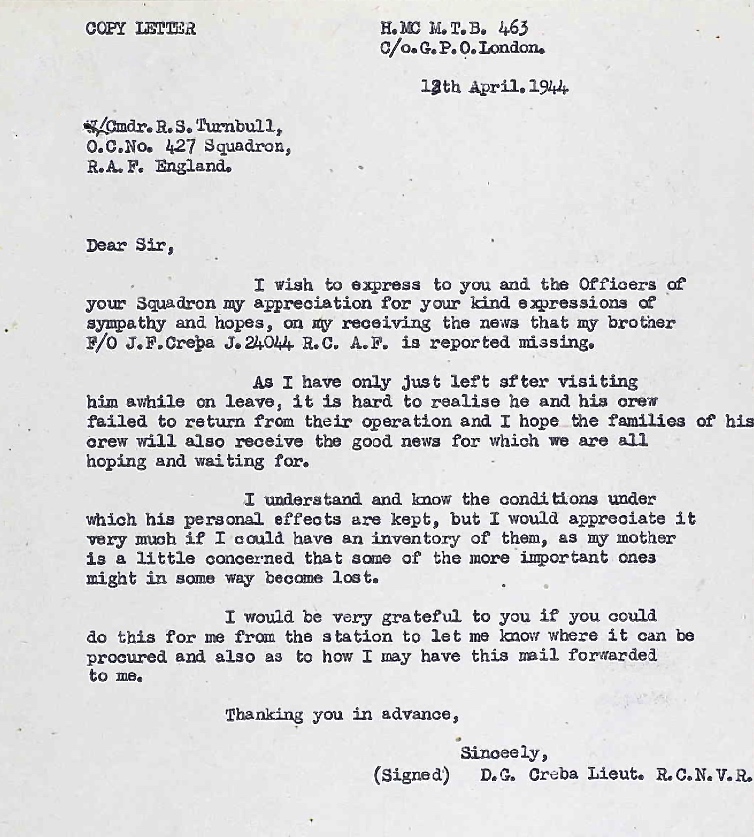 COPY LETTER
H.MC M.T.B. 463
C/o.G.P.O.London.
12th April.1944
W/Cmdr.R.S.Turnbull,
O.C.No. 427 Squadron,
R.A.F. England.
Dear Sir,
I wish to express to you and the Officers of
your Squadron my appreciation for your kind expressions of
sympathy and hopes, on my receiving the news that my brother
F/O J.F.Creba J.24044 R.C. A.F. is reported missing.
As I have only just left sfter visiting
him awhile on leave, it is hard to realise he and his crew
failed to return from their operation and I hope the families of his
crew will also receive the good news for which we are all
hoping and waiting for.
I understand and know the conditions under
which his personal effects are kept, but I would appreciate it
very much if I could have an inventory of them, as my mother
is a little concerned that some of the more important ones
might in some way become lost.
I would be very grateful to you if you could
do this for me from the station to let me know where it can be
procured and also as to how I may have this mail forwarded
to me.
Thanking you in advance,
Sinceely,
(Signed) D.G. Creba Lieut. R.C.N.V.R.